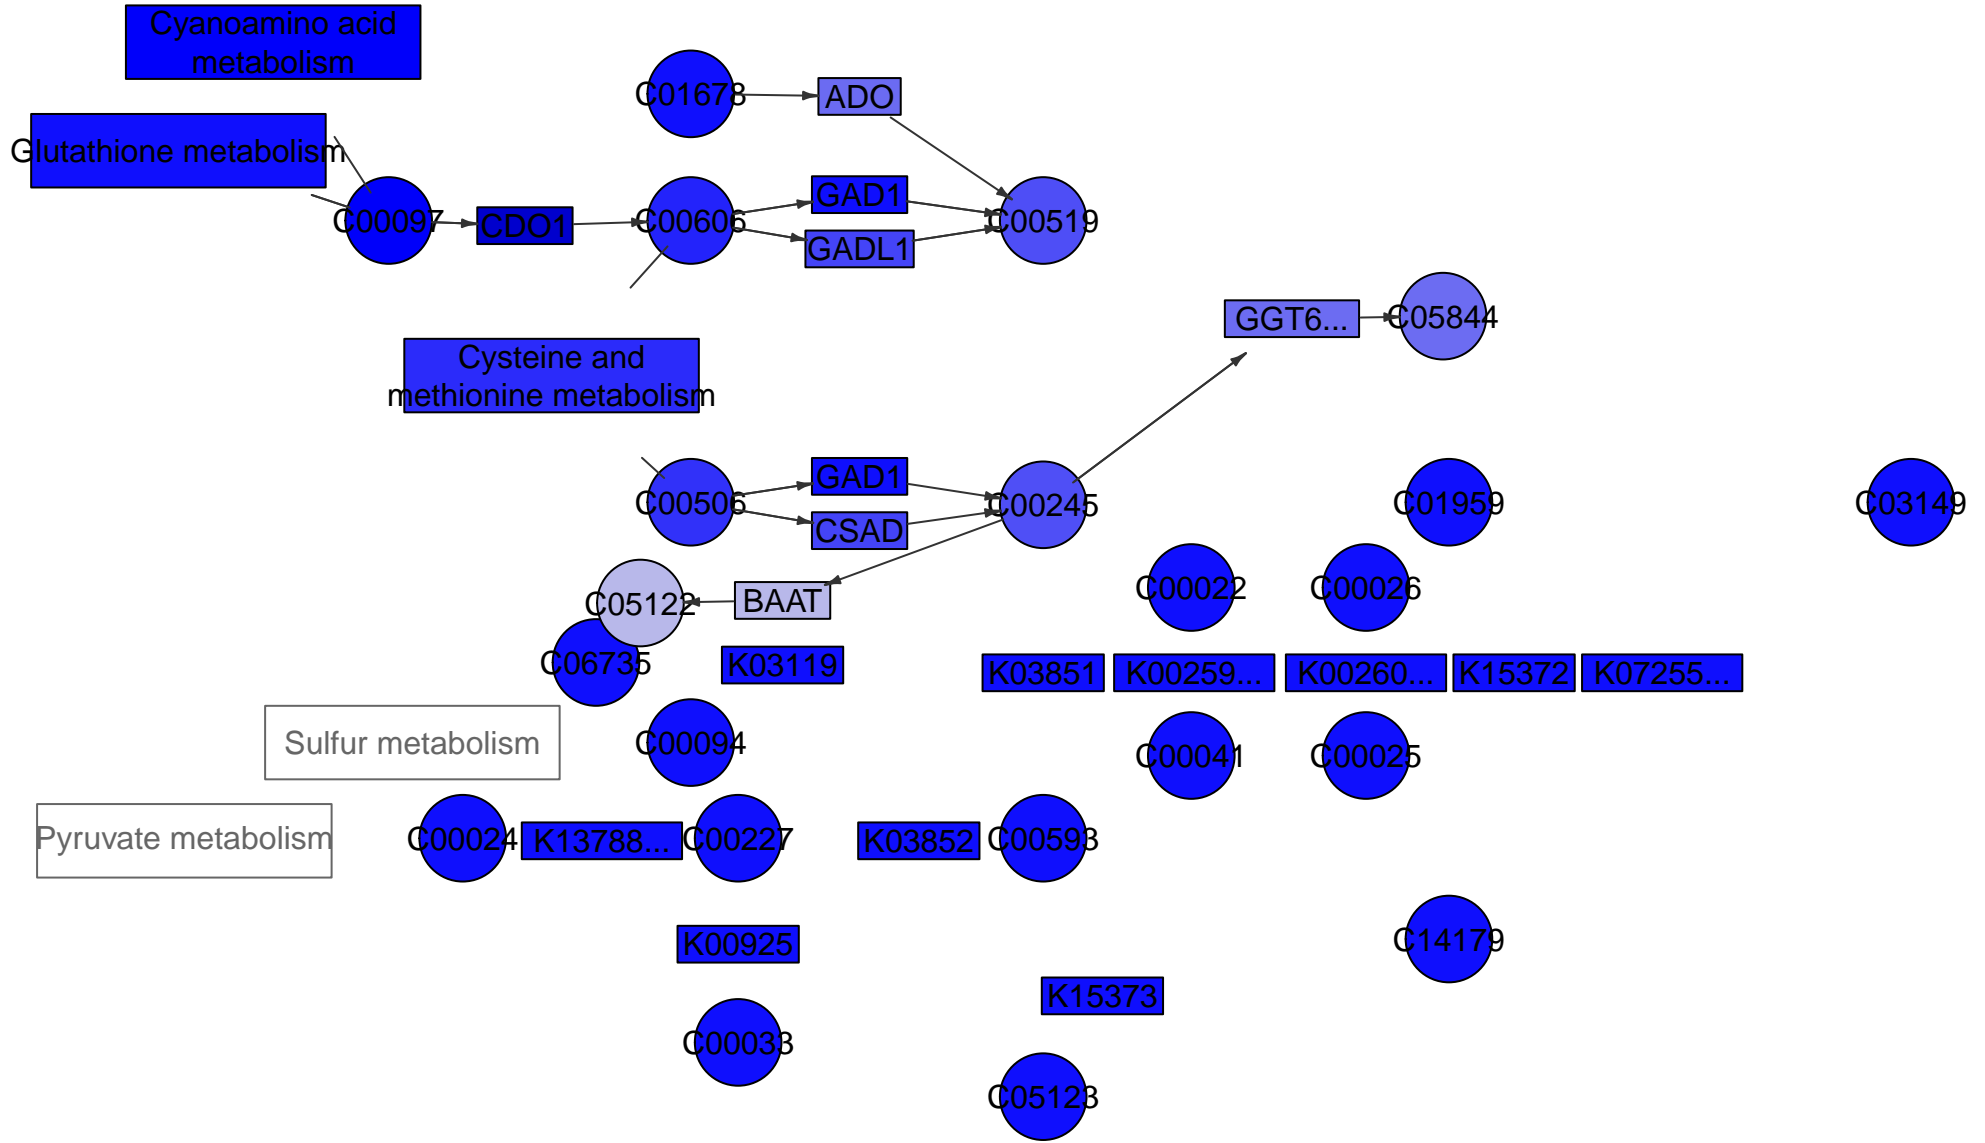 Cyanoamino acid
metabolism
C01678
ADO
Glutathione metabolism
C00097
CDO1
C00606
GAD1
GADL1
C00519
GGT6...
C05844
Cysteine and
methionine metabolism
C00506
GAD1
CSAD
C00245
C01959
C03149
C05122
BAAT
C00022
C00026
C06735
K03119
K03851
K00259...
K00260...
K15372
K07255...
Sulfur metabolism
C00094
C00041
C00025
Pyruvate metabolism
C00024
K13788...
C00227
K03852
C00593
K00925
C14179
K15373
C00033
C05123